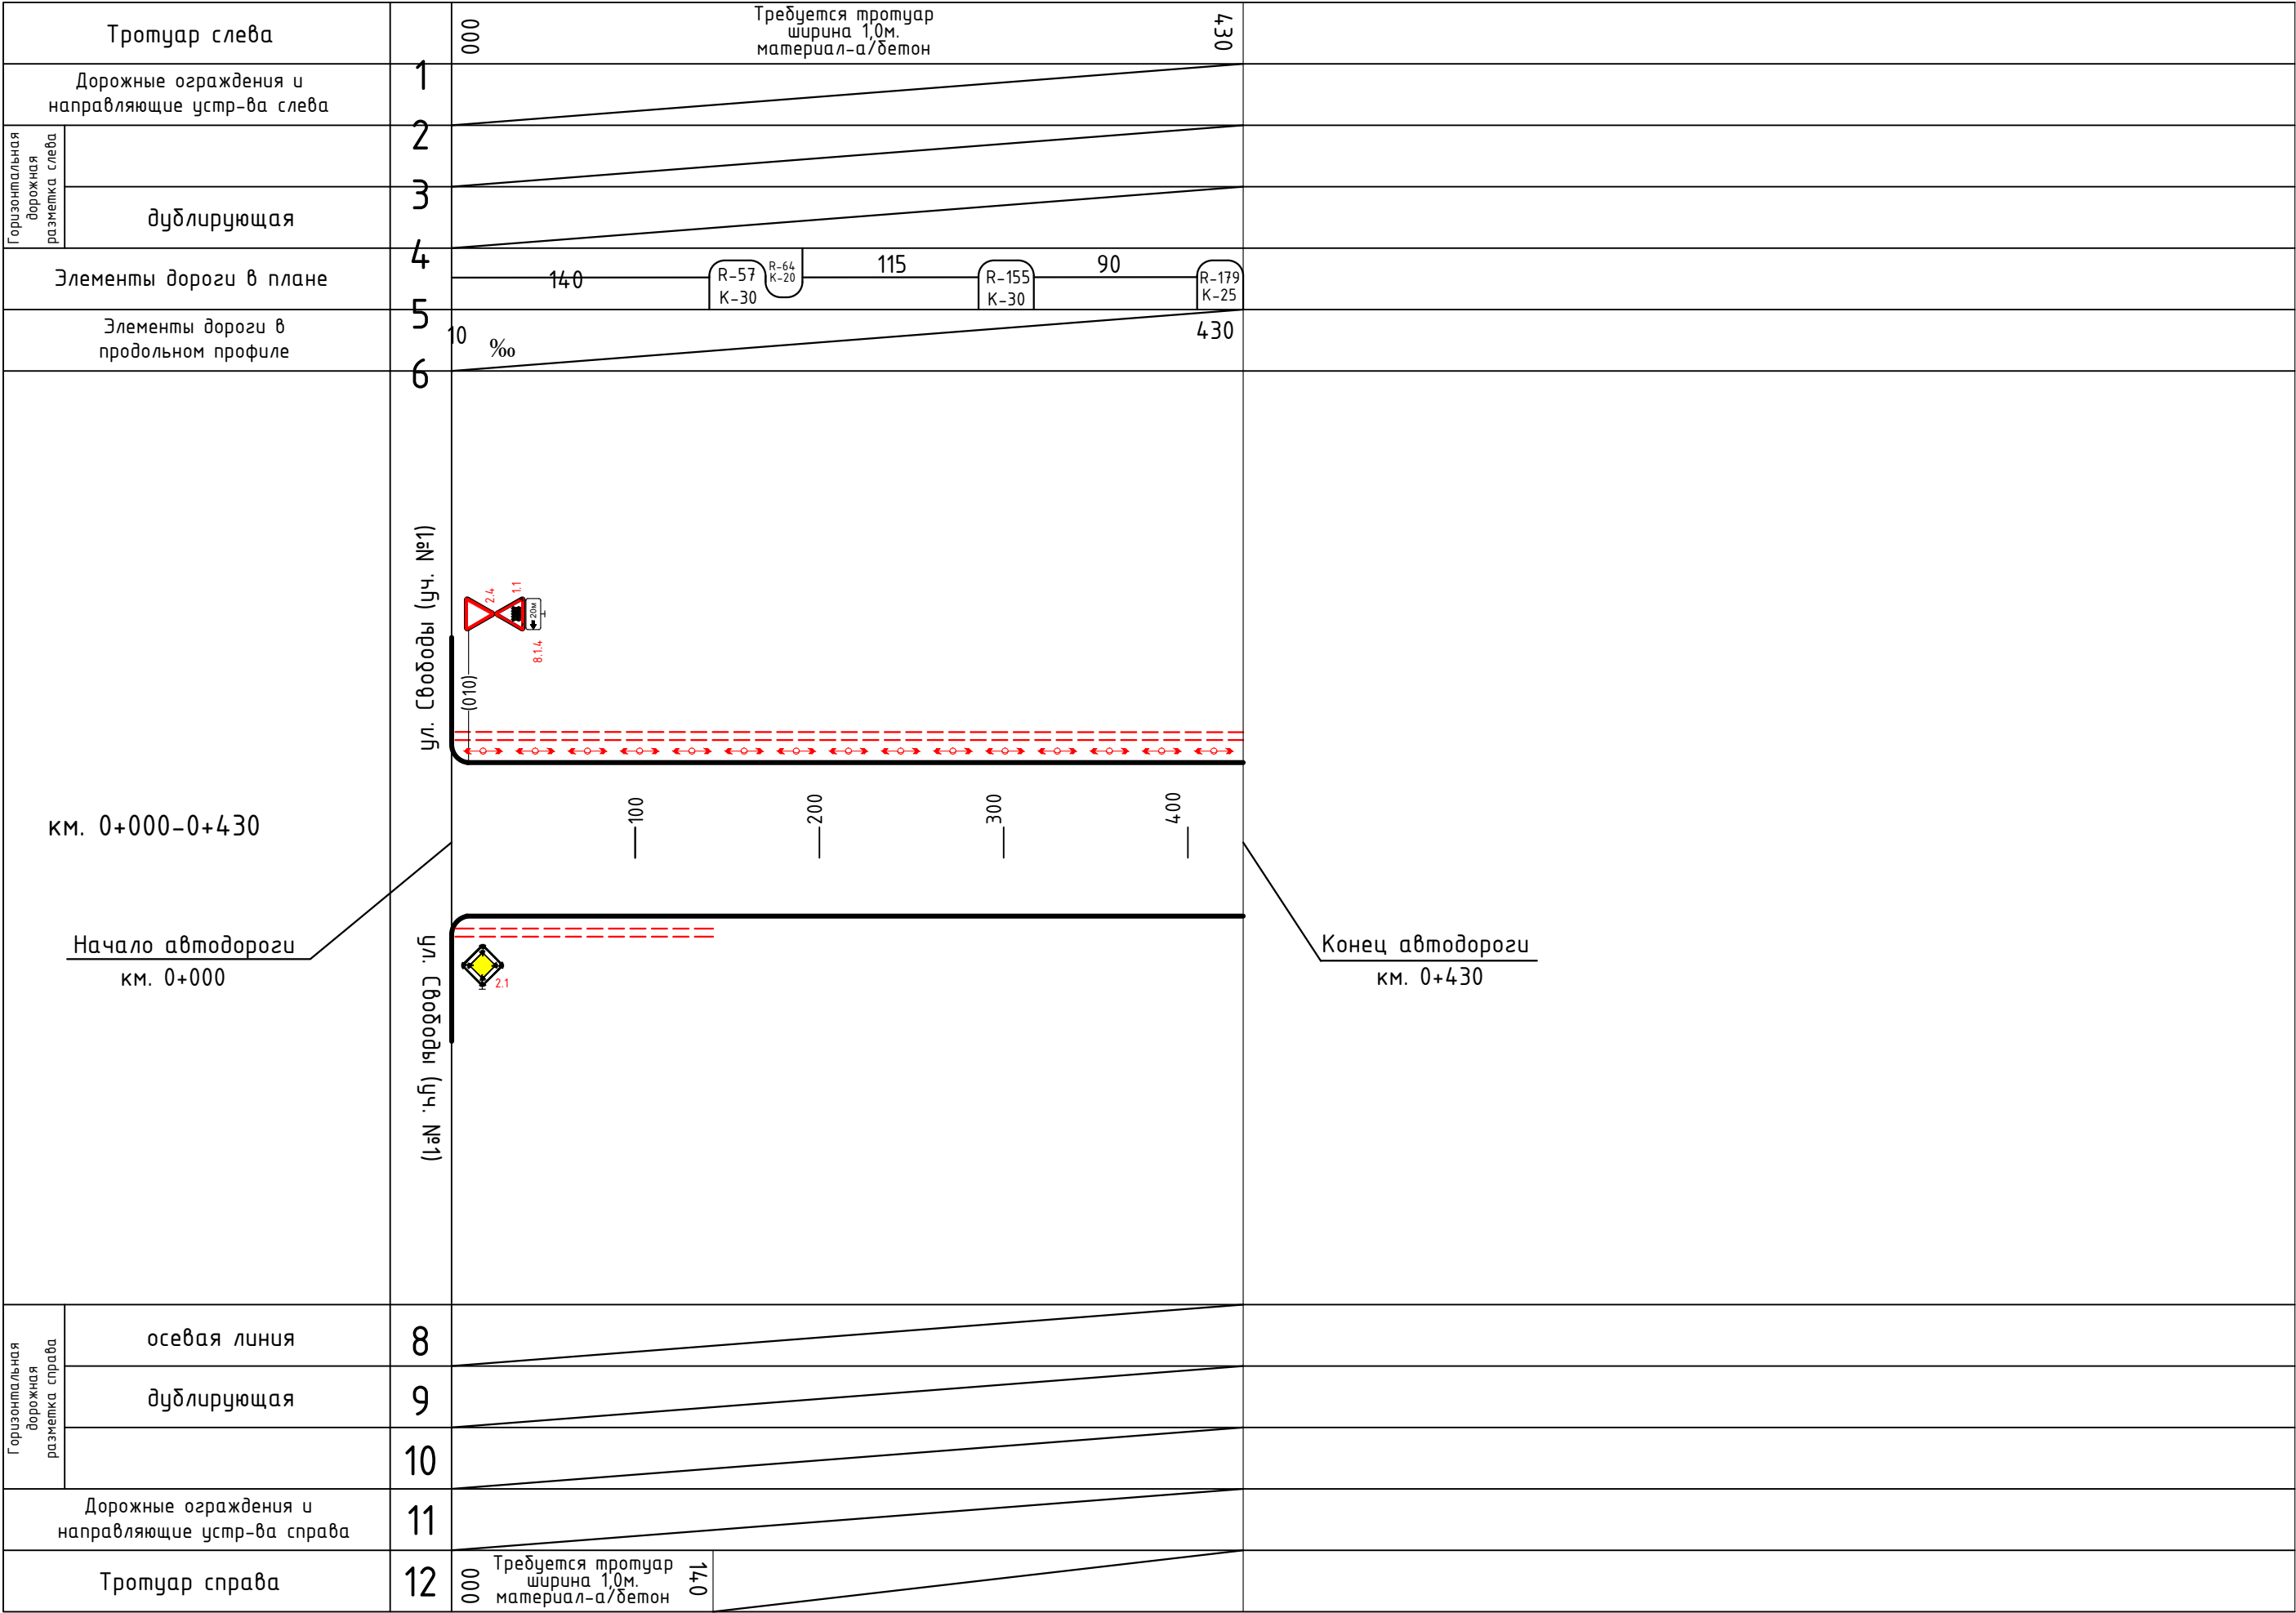 Тротуар слева
000
Требуется тротуар
ширина 1,0м.
материал-а/бетон
430
1
Дорожные ограждения и
направляющие устр-ва слева
2
Горизонтальная
дорожная
разметка слева
3
дублирующая
4
Элементы дороги в плане
140
R-57
К-30
R-64
К-20
115
R-155
К-30
90
R-179
К-25
5
Элементы дороги в
продольном профиле
10
‰
430
6
ул. Свободы (уч. №1)
2.4
1.1
20м
8.1.4
(010)
100
200
300
400
км. 0+000-0+430
Начало автодороги
км. 0+000
Конец автодороги
км. 0+430
2.1
ул. Свободы (уч. №1)
Горизонтальная
дорожная
разметка справа
осевая линия
8
дублирующая
9
10
Дорожные ограждения и
направляющие устр-ва справа
11
Тротуар справа
12
000
Требуется тротуар
ширина 1,0м.
материал-а/бетон
140